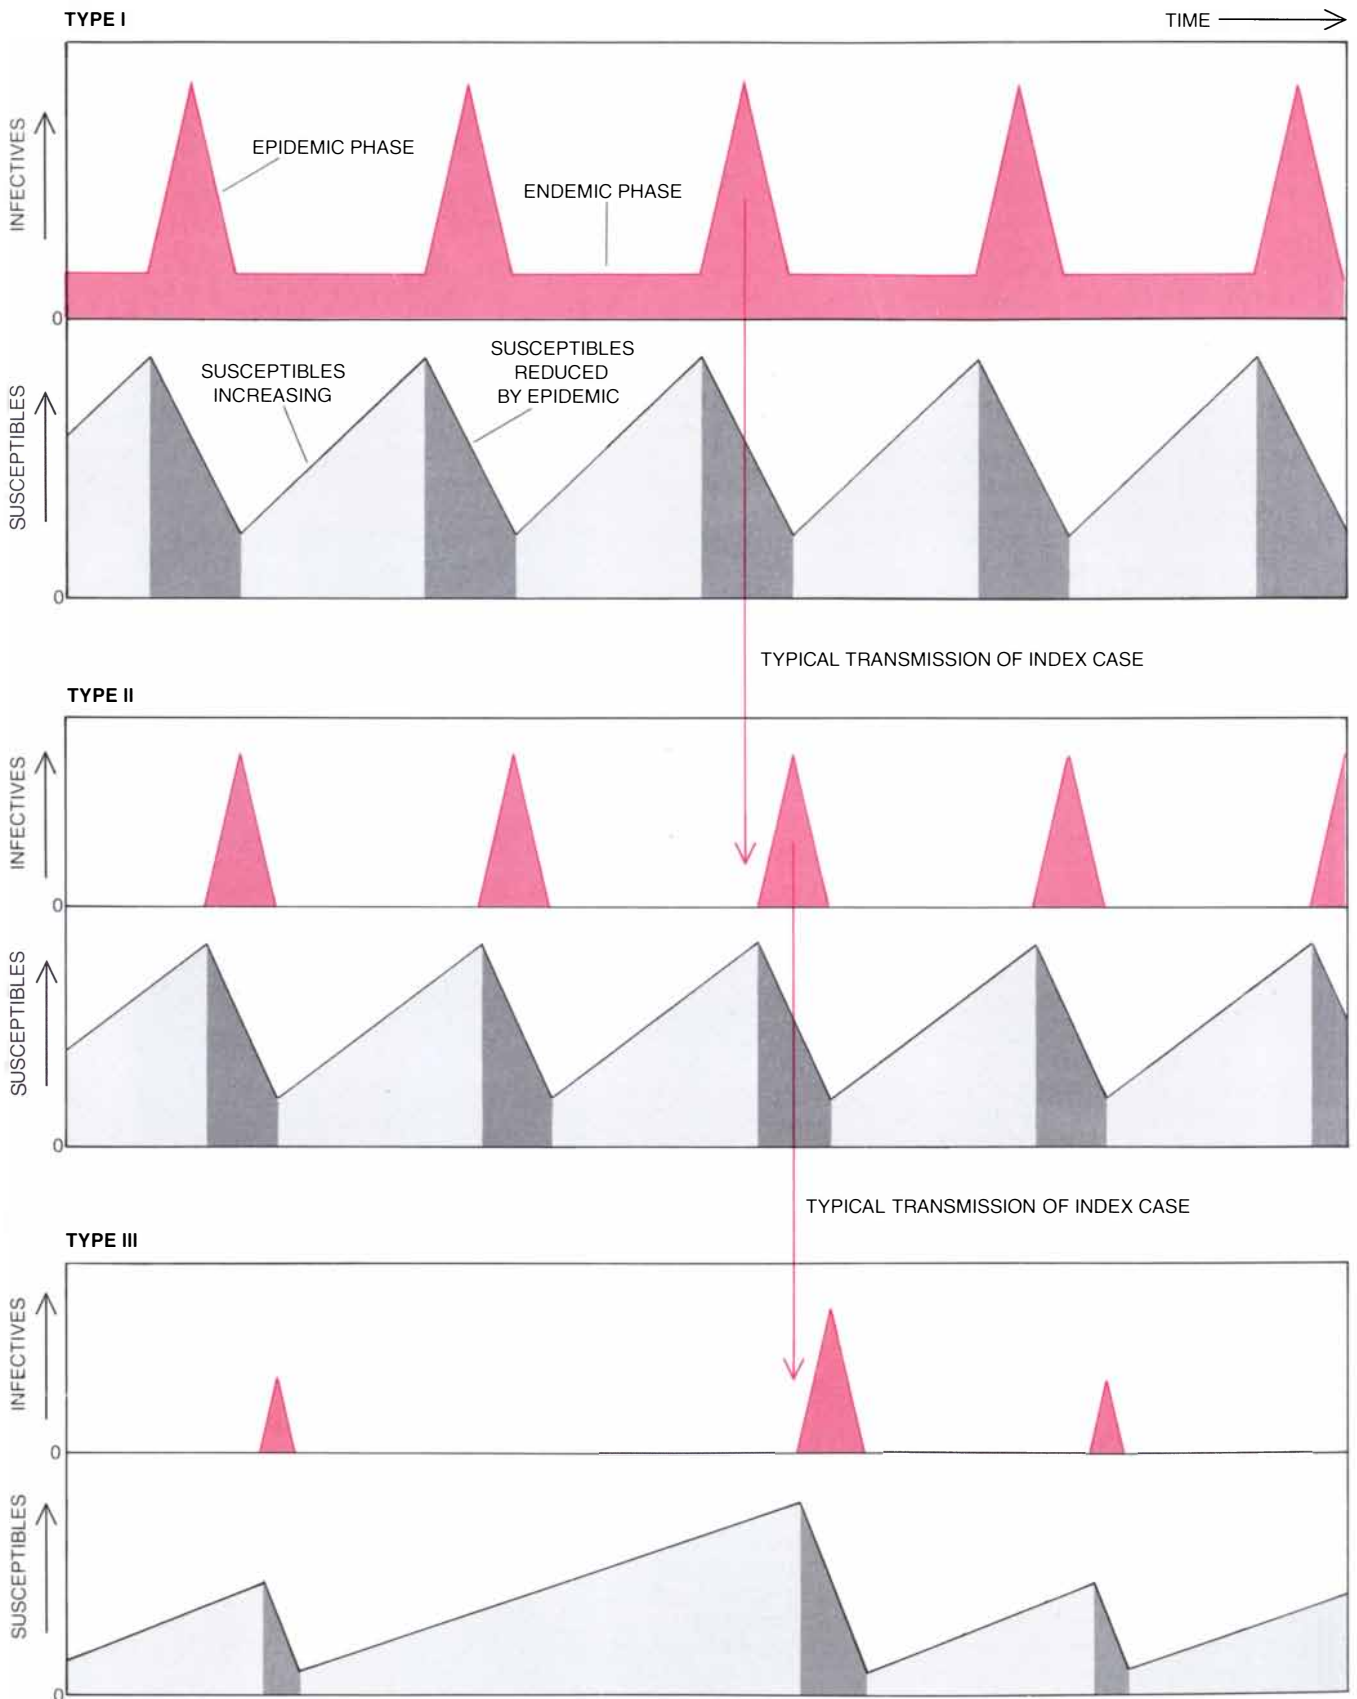 TYPE I
TIME
INFECTIVES
EPIDEMIC PHASE
ENDEMIC PHASE
0
SUSCEPTIBLES
SUSCEPTIBLES
INCREASING
SUSCEPTIBLES
REDUCED
BY EPIDEMIC
0
TYPICAL TRANSMISSION OF INDEX CASE
TYPE II
INFECTIVES
0
SUSCEPTIBLES
0
TYPICAL TRANSMISSION OF INDEX CASE
TYPE III
INFECTIVES
0
SUSCEPTIBLES
0